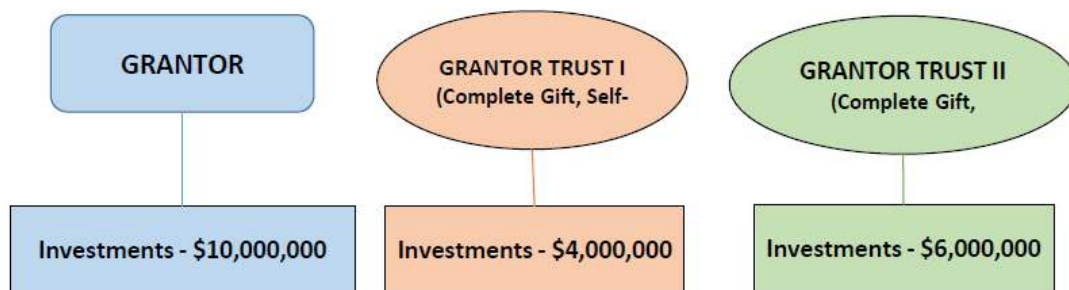 GRANTOR
GRANTOR TRUST I
(Complete Gift, Self-
GRANTOR TRUST II
(Complete Gift,
Investments - $10,000,000
Investments - $4,000,000
Investments - $6,000,000